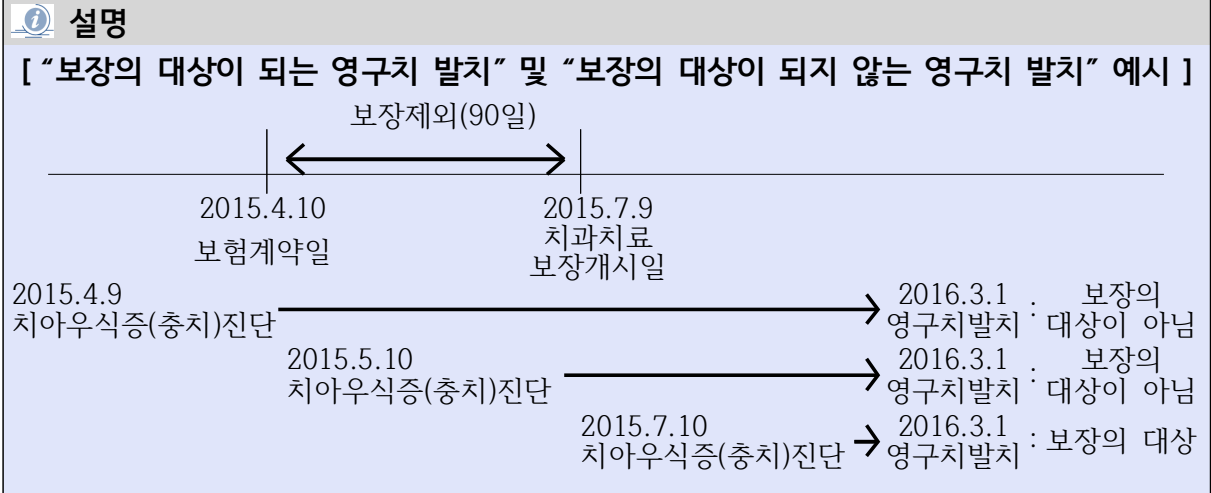 설명
[ “보장의 대상이 되는 영구치 발치” 및 “보장의 대상이 되지 않는 영구치 발치” 예시 ]
보장제외(90일)
2015.4.10
보험계약일
2015.7.9
치과치료
보장개시일
2015.4.9
치아우식증(충치)진단
2016.3.1
영구치발치
: 보장의
대상이 아님
2015.5.10
치아우식증(충치)진단
2016.3.1
영구치발치
: 보장의
대상이 아님
2015.7.10
치아우식증(충치)진단
2016.3.1
영구치발치
: 보장의 대상